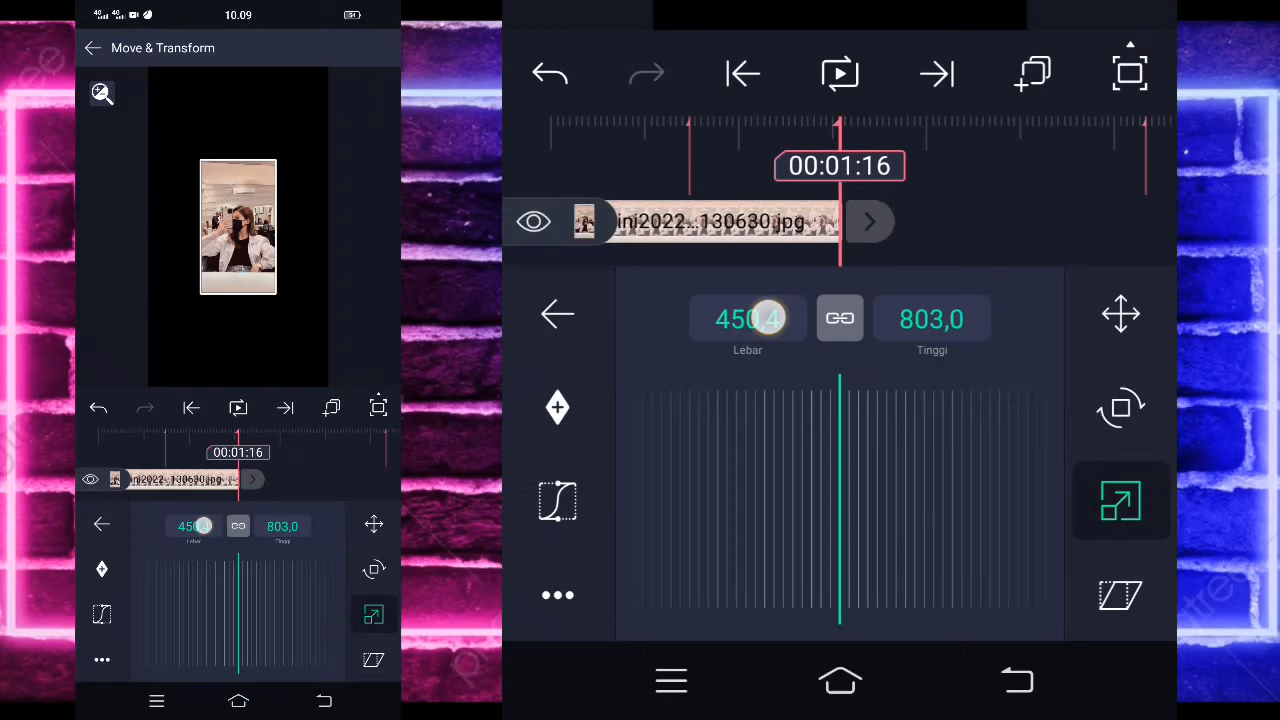 10.09
54
Move & Transform
00:01:16
ini2022...130630.jpg
450,4
803,0
Lebar
Tinggi
00:01:16
ini2022...130630.jpg
450,4
803,0
Lebar
Tinggi